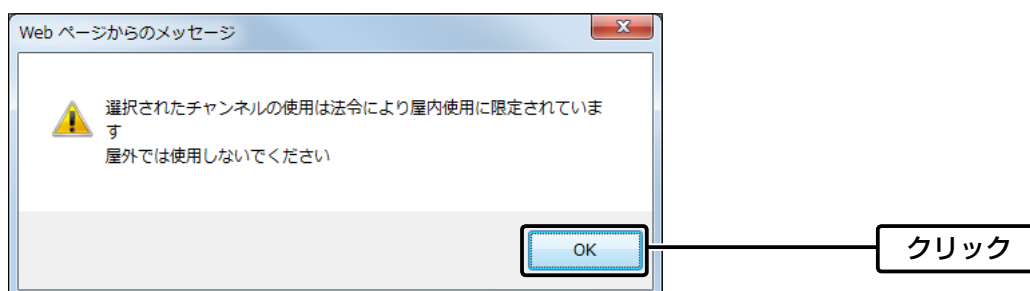 Web ページからのメッセージ
選択されたチャンネルの使用は法令により屋内使用に限定されていま
す
屋外では使用しないでください
OK
クリック